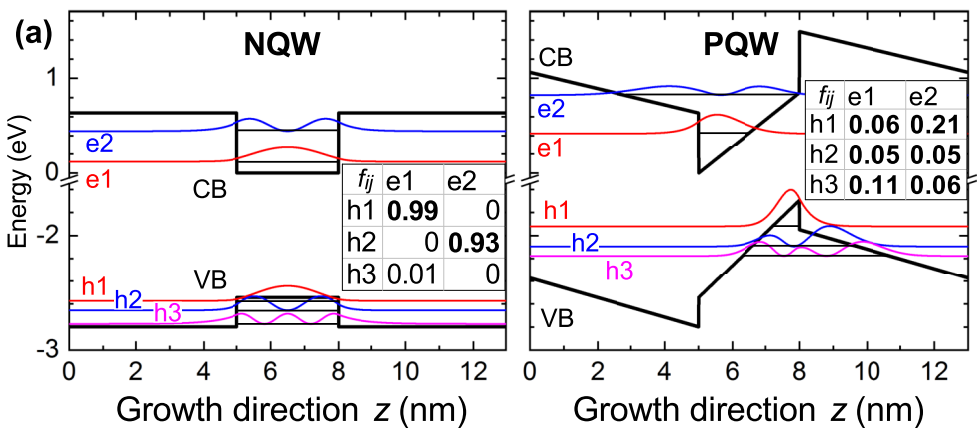 (a)
NQW
PQW
Energy (eV)
1
0
-2
-3
e2
e1
CB
VB
h1
h2
h3
fij e1 e2
h1 0.99 0
h2 0 0.93
h3 0.01 0
0 2 4 6 8 10 12
Growth direction z (nm)
CB
e2
e1
fij e1 e2
h1 0.06 0.21
h2 0.05 0.05
h3 0.11 0.06
h1
h2
h3
VB
0 2 4 6 8 10 12
Growth direction z (nm)